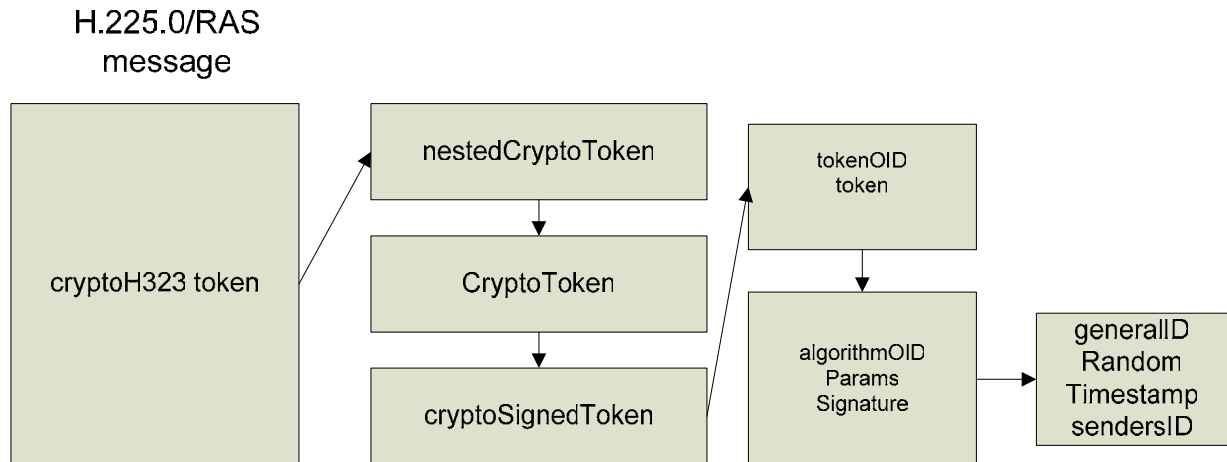 H.225.0/RAS
message
cryptoH323 token
nestedCryptoToken
CryptoToken
cryptoSignedToken
tokenOID
token
algorithmOID
Params
Signature
generalID
Random
Timestamp
sendersID